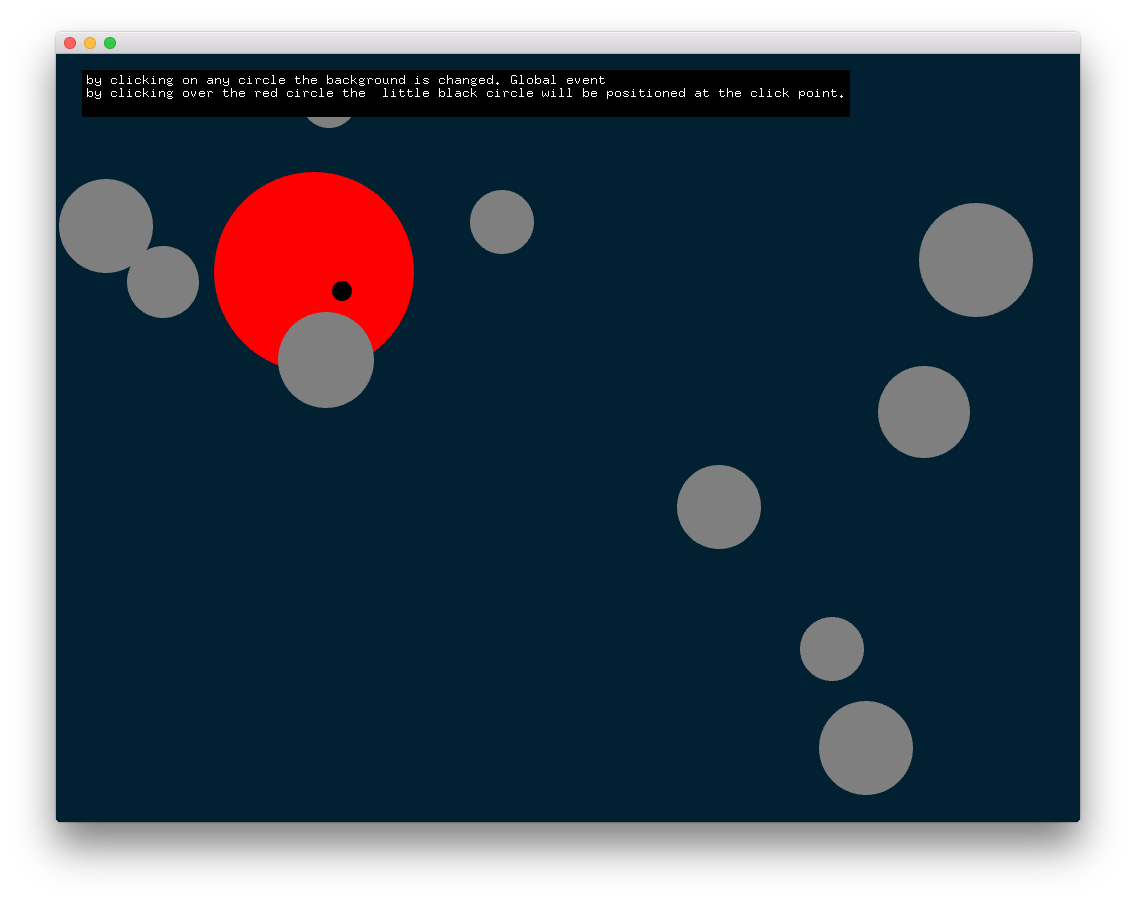 by clicking on any circle the background is changed. Global event
by clicking over the red circle the  little black circle will be positioned at the click point.